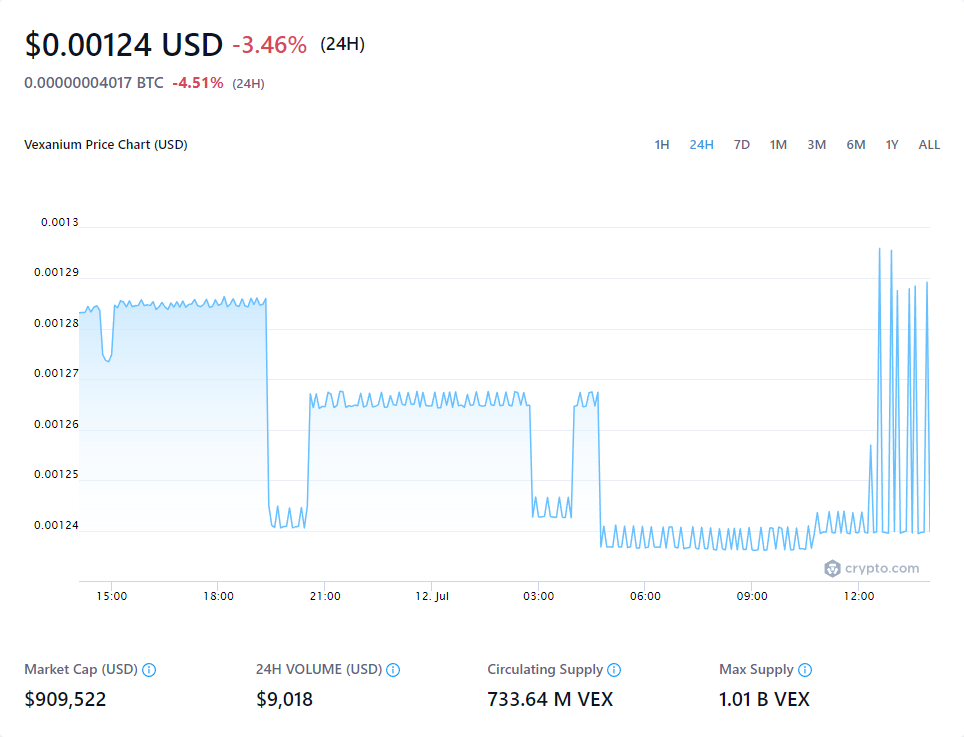 $0.00124 USD -3.46% (24H)
0.00000004017 BTC -4.51% (24H)
Vexanium Price Chart (USD) 1H 24H 7D 1M 3M 6M 1Y ALL
0.0013
0.00129
0.00128
0.00127
0.00126
0.00125
0.00124
crypto.com
15:00 18:00 21:00 12. Jul 03:00 06:00 09:00 12:00
Market Cap (USD) 24H VOLUME (USD) Circulating Supply Max Supply
$909,522 $9,018 733.64 M VEX 1.01 B VEX